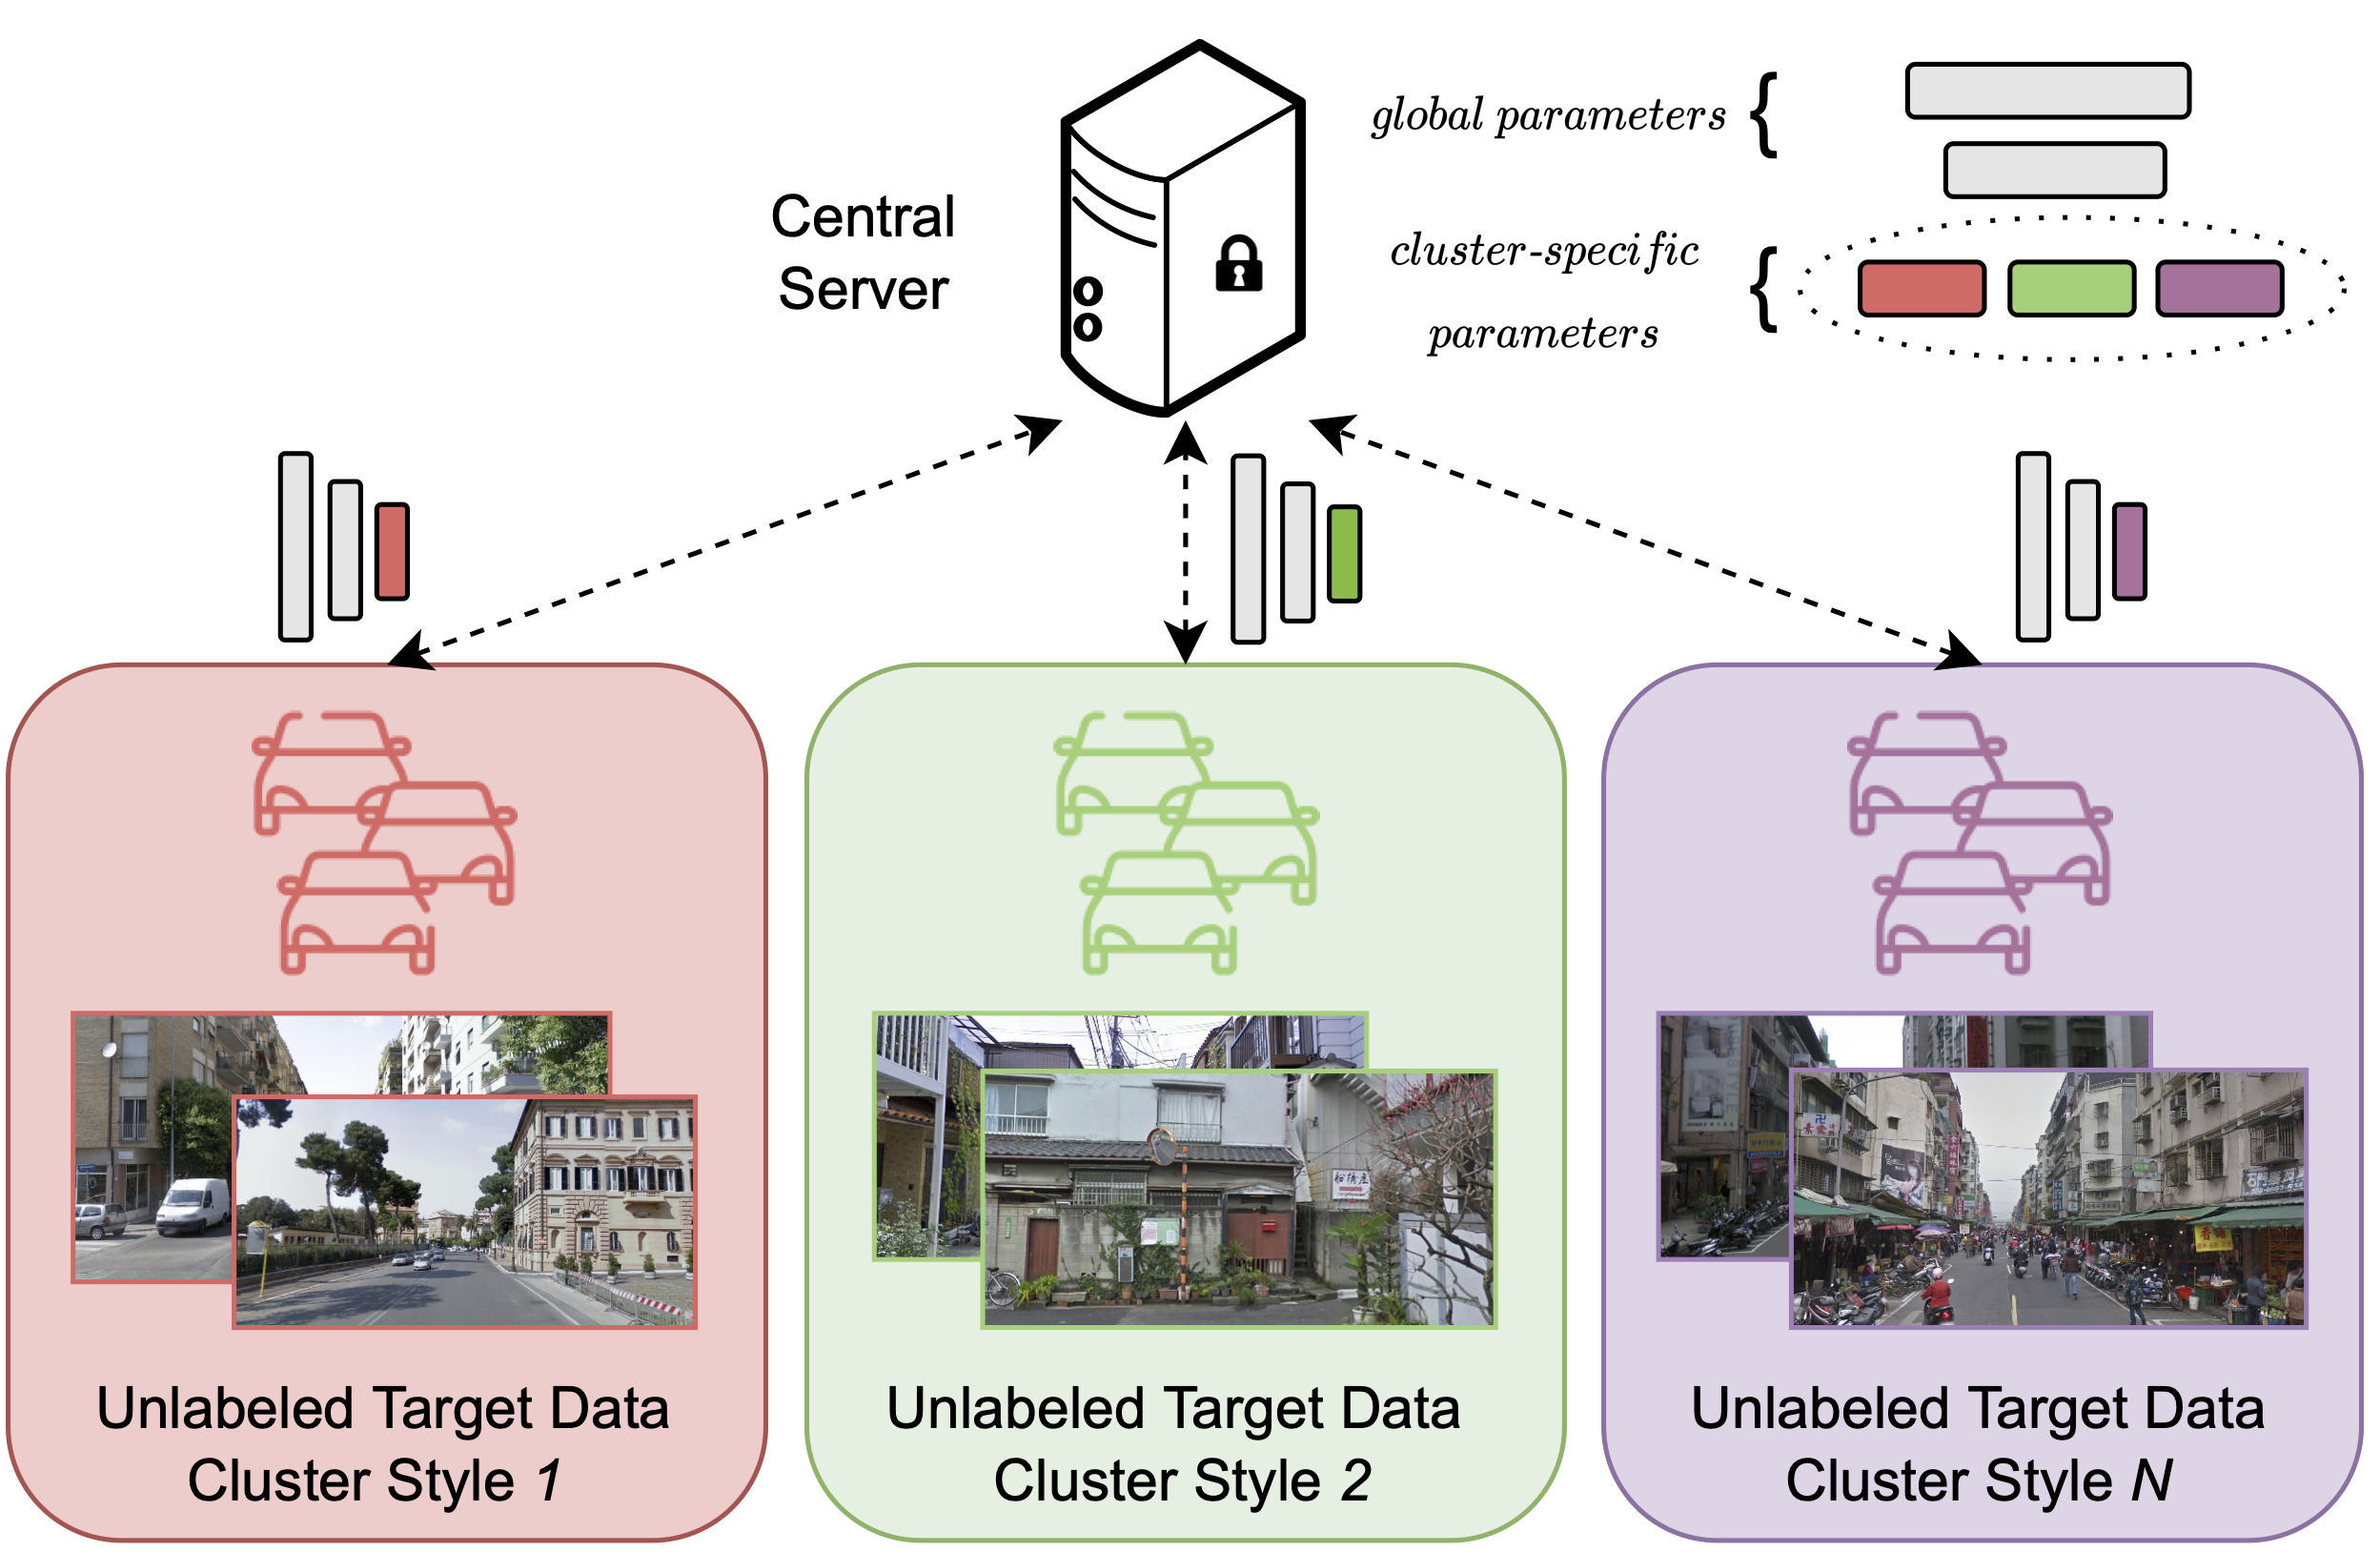 Central
Server
global parameters
cluster-specific
parameters
Unlabeled Target Data
Cluster Style 1
Unlabeled Target Data
Cluster Style 2
Unlabeled Target Data
Cluster Style N